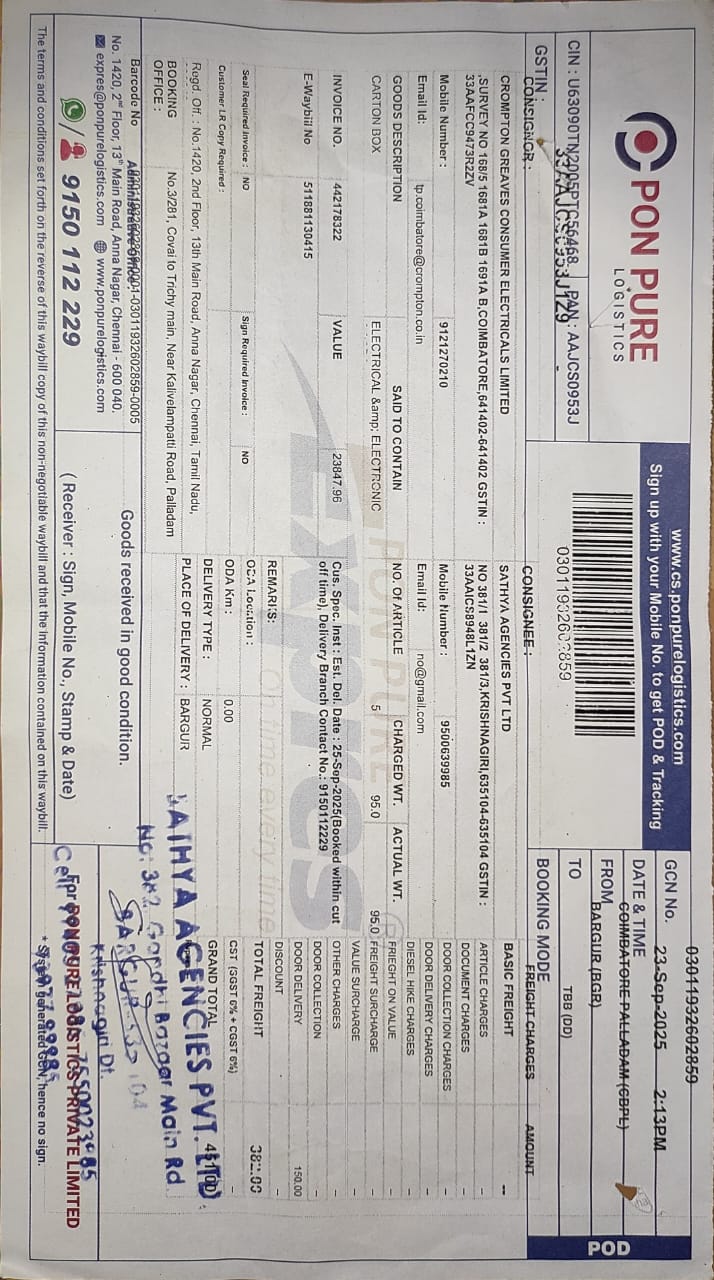 PON PURE
LOGISTICS
www.cs.ponpurelogistics.com
Sign up with your Mobile No. to get POD & Tracking
030119932602859
GCN No.
DATE & TIME 23-Sep-2025 2:13PM
COIMBATORE PALLADAM (CBPL)
FROM
BARGUR (BGR)
TO
CIN : U63090TN2005PTC56468. PAN : AAJCS0953J
GSTIN : 33AAJCS0953J1Z9
030119932602859
BOOKING MODE TBB (DD)
POD
CONSIGNOR :
CROMPTON GREAVES CONSUMER ELECTRICALS LIMITED
,SURVEY NO 168/5 1681A 1681B 1691A B,COIMBATORE,641402-641402 GSTIN :
33AAFCC9473R2ZV
Mobile Number : 9121270210
Email Id: tp.coimbatore@crompton.co.in
CONSIGNEE :
SATHYA AGENCIES PVT LTD
NO 381/1 381/2 381/3,KRISHNAGIRI,635104-635104 GSTIN :
33AAICS8948L1ZN
Mobile Number : 9500639985
Email Id: no@gmail.com
GOODS DESCRIPTION SAID TO CONTAIN NO. OF ARTICLE CHARGED WT. ACTUAL WT.
CARTON BOX ELECTRICAL &amp; ELECTRONIC 5 95.0 95.0
INVOICE NO. 442178322 VALUE 23847.96
Cus. Spec. Inst : Est. Del. Date : 25-Sep-2025(Booked within cut
off time), Delivery Branch Contact No.: 9150112229
E-Waybill No 511881130415
REMARKS:
Seal Required Invoice : NO Sign Required Invoice : NO
ODA Location :
Customer LR Copy Required :
ODA Km : 0.00
Regd. Off. : No.1420, 2nd Floor, 13th Main Road, Anna Nagar, Chennai, Tamil Nadu,
DELIVERY TYPE : NORMAL
BOOKING OFFICE : No.3/281, Covai to Trichy main, Near Kalivelampatti Road, Palladam
PLACE OF DELIVERY : BARGUR
FREIGHT CHARGES AMOUNT
BASIC FREIGHT --
ARTICLE CHARGES -
DOCUMENT CHARGES -
DOOR COLLECTION CHARGES -
DOOR DELIVERY CHARGES -
DIESEL HIKE CHARGES -
FRIEGHT ON VALUE -
FREIGHT SURCHARGE -
VALUE SURCHARGE -
OTHER CHARGES -
DOOR COLLECTION -
DOOR DELIVERY 150.00
DISCOUNT -
TOTAL FREIGHT
CST (SGST 6% + CGST 6%) -
GRAND TOTAL
PON PURE
EXPRESS
on time every time
Barcode No
Administrative Office :
No. 1420, 2nd Floor, 13th Main Road, Anna Nagar, Chennai - 600 040.
expres@ponpurelogistics.com www.ponpurelogistics.com
9150 112 229
Goods received in good condition.
( Receiver : Sign, Mobile No., Stamp & Date)
SATHYA AGENCIES PVT. LTD.
No: 382 Gandhi Bazaar Main Rd
BARGUR-635 104
Krishnagiri Dt.
For PON PURE LOGISTICS PRIVATE LIMITED
* System generated GCN, hence no sign.
The terms and conditions set forth on the reverse of this waybill copy of this non-negotiable waybill and that the information contained on this waybill.